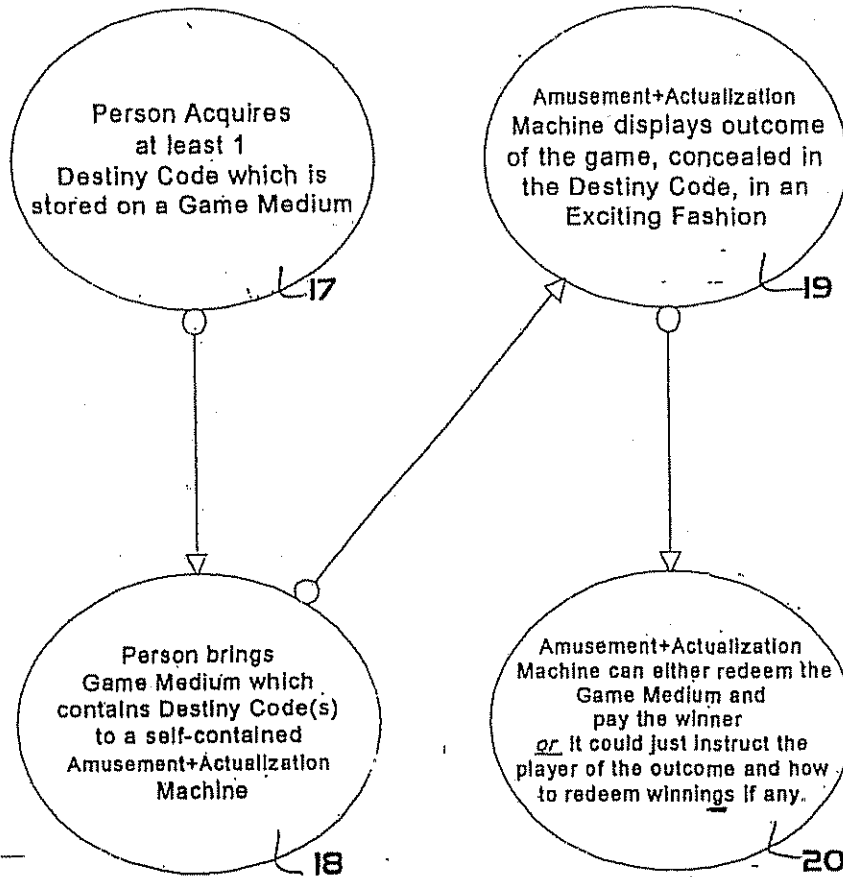 Person Acquires
at least 1
Destiny Code which is
stored on a Game Medium
17
Person brings
Game Medium which
contains Destiny Code(s)
to a self-contained
Amusement+Actualization
Machine
18
Amusement+Actualization
Machine displays outcome
of the game, concealed in
the Destiny Code, in an
Exciting Fashion
19
Amusement+Actualization
Machine can either redeem the
Game Medium and
pay the winner
or it could just instruct the
player of the outcome and how
to redeem winnings if any.
20